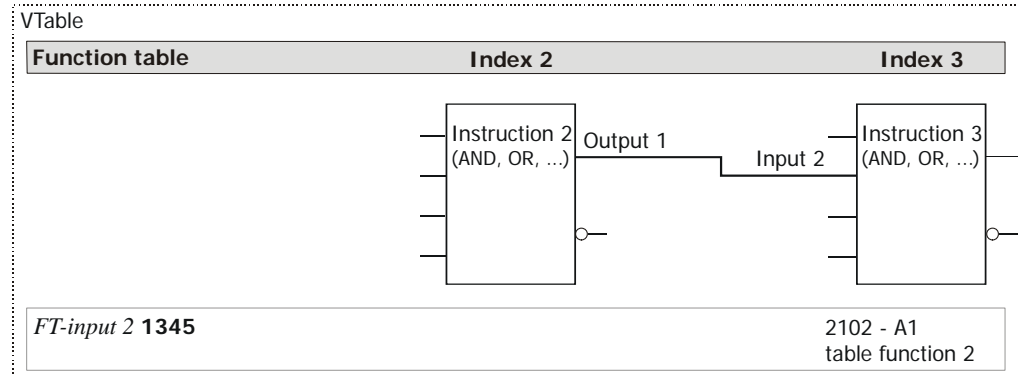 VTable
Function table Index 2 Index 3
Instruction 2 Output 1 Instruction 3
(AND, OR, ...) Input 2 (AND, OR, ...)
FT-input 2 1345 2102 - A1
table function 2